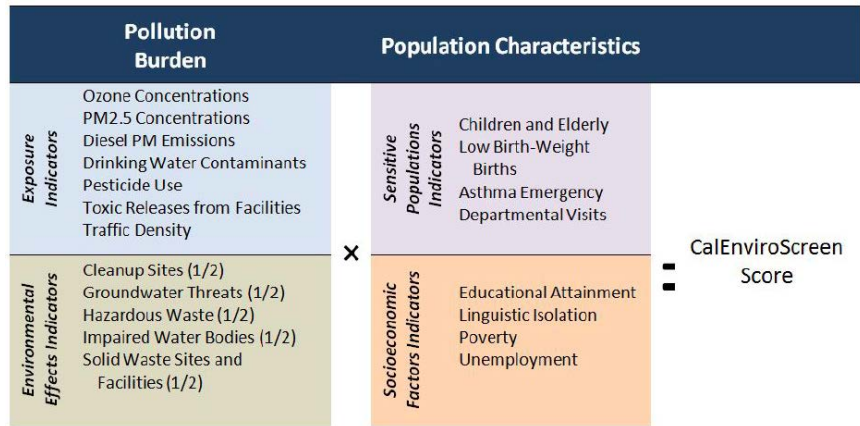 Pollution
Burden
Population Characteristics
Exposure
Indicators
Ozone Concentrations
PM2.5 Concentrations
Diesel PM Emissions
Drinking Water Contaminants
Pesticide Use
Toxic Releases from Facilities
Traffic Density
Environmental
Effects Indicators
Cleanup Sites (1/2)
Groundwater Threats (1/2)
Hazardous Waste (1/2)
Impaired Water Bodies (1/2)
Solid Waste Sites and
Facilities (1/2)
×
Sensitive
Populations
Indicators
Children and Elderly
Low Birth-Weight
Births
Asthma Emergency
Departmental Visits
Socioeconomic
Factors Indicators
Educational Attainment
Linguistic Isolation
Poverty
Unemployment
=
CalEnviroScreen
Score